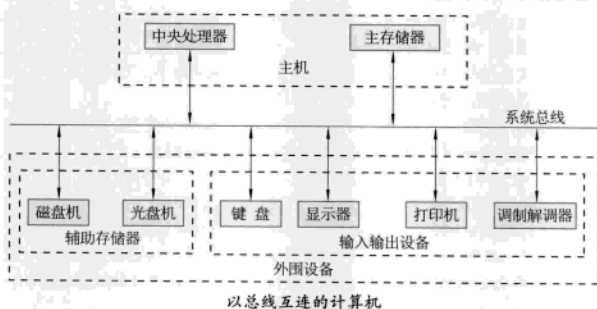 中央处理器 主存储器
主机
系统总线
磁盘机 光盘机 键 盘 显示器 打印机 调制解调器
辅助存储器 输入输出设备
外围设备
以总线互连的计算机